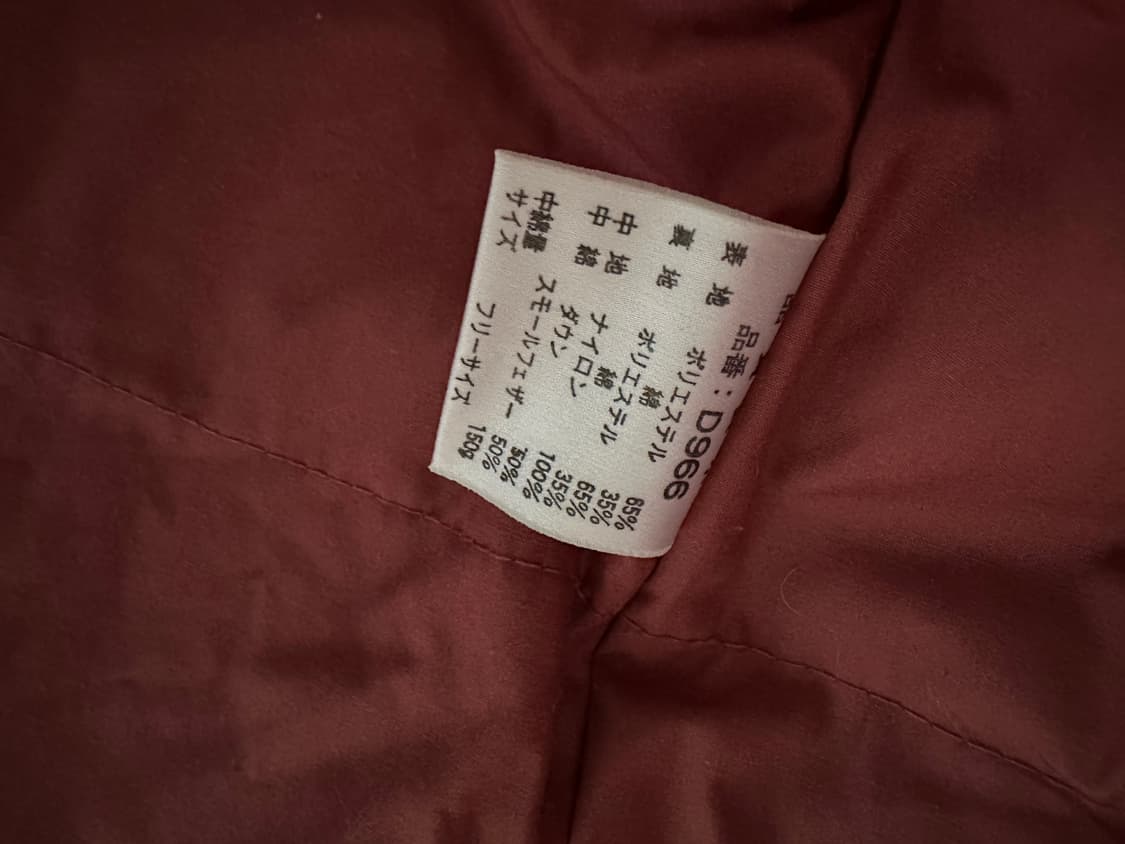 品番：D966
表地 ポリエステル 65%
綿 35%
裏地 ポリエステル 65%
綿 35%
中地 ナイロン 100%
中綿 ダウン 50%
スモールフェザー 50%
中綿量 150g
サイズ フリーサイズ